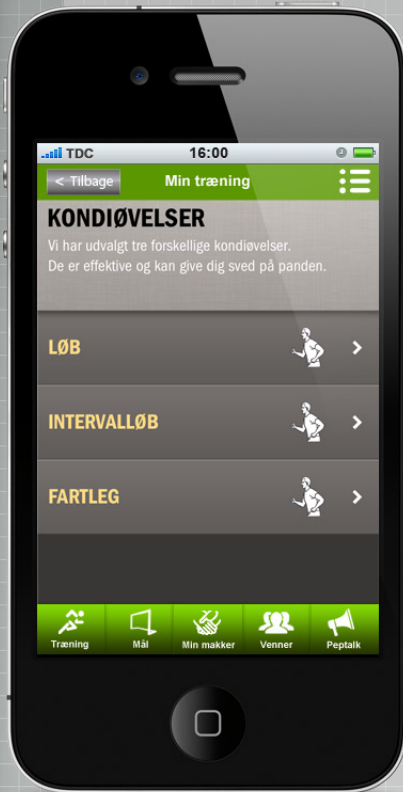 TDC 16:00
< Tilbage Min træning
KONDIØVELSER
Vi har udvalgt tre forskellige kondiøvelser.
De er effektive og kan give dig sved på panden.
LØB
INTERVALLØB
FARTLEG
Træning Mål Min makker Venner Peptalk